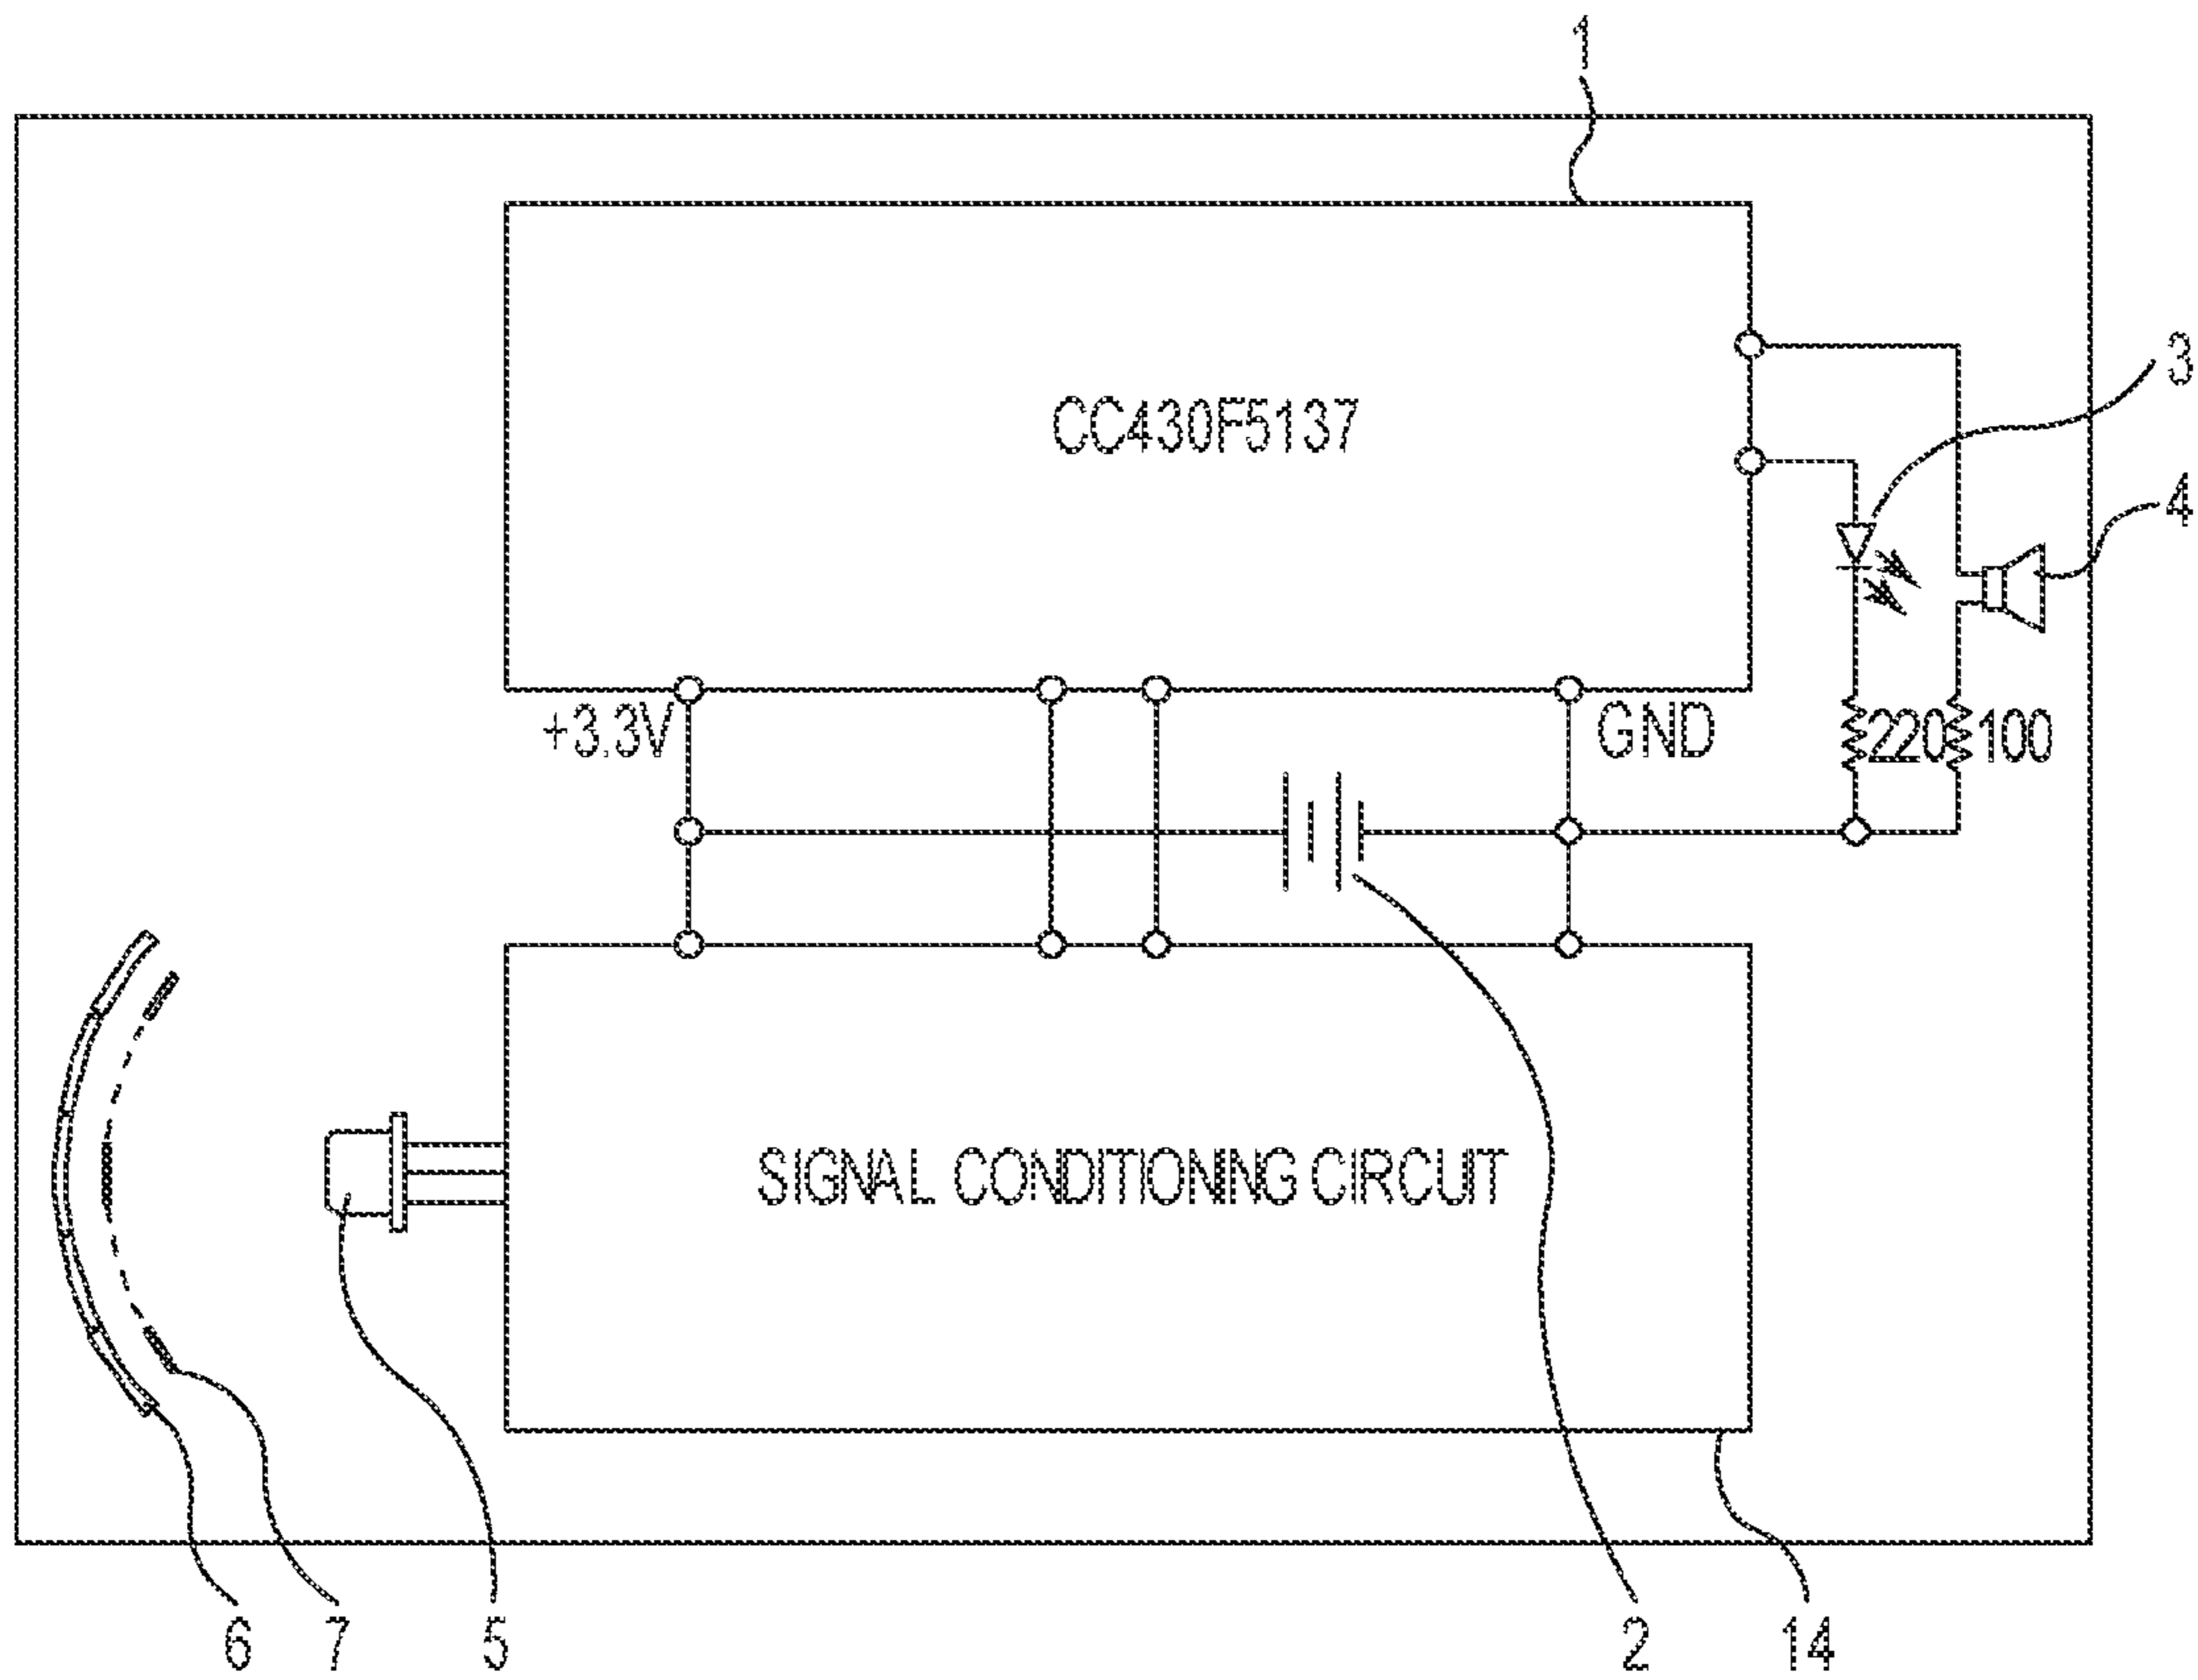 1
CC430F5137
3
4
+3.3V
GND
220
100
SIGNAL CONDITIONING CIRCUIT
6
7
5
2
14